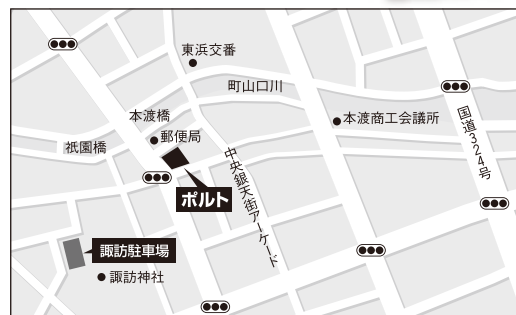 東浜交番
町山口川
本渡橋
郵便局
本渡商工会議所
国道324号
祇園橋
中央銀天街アーケード
ポルト
諏訪駐車場
諏訪神社